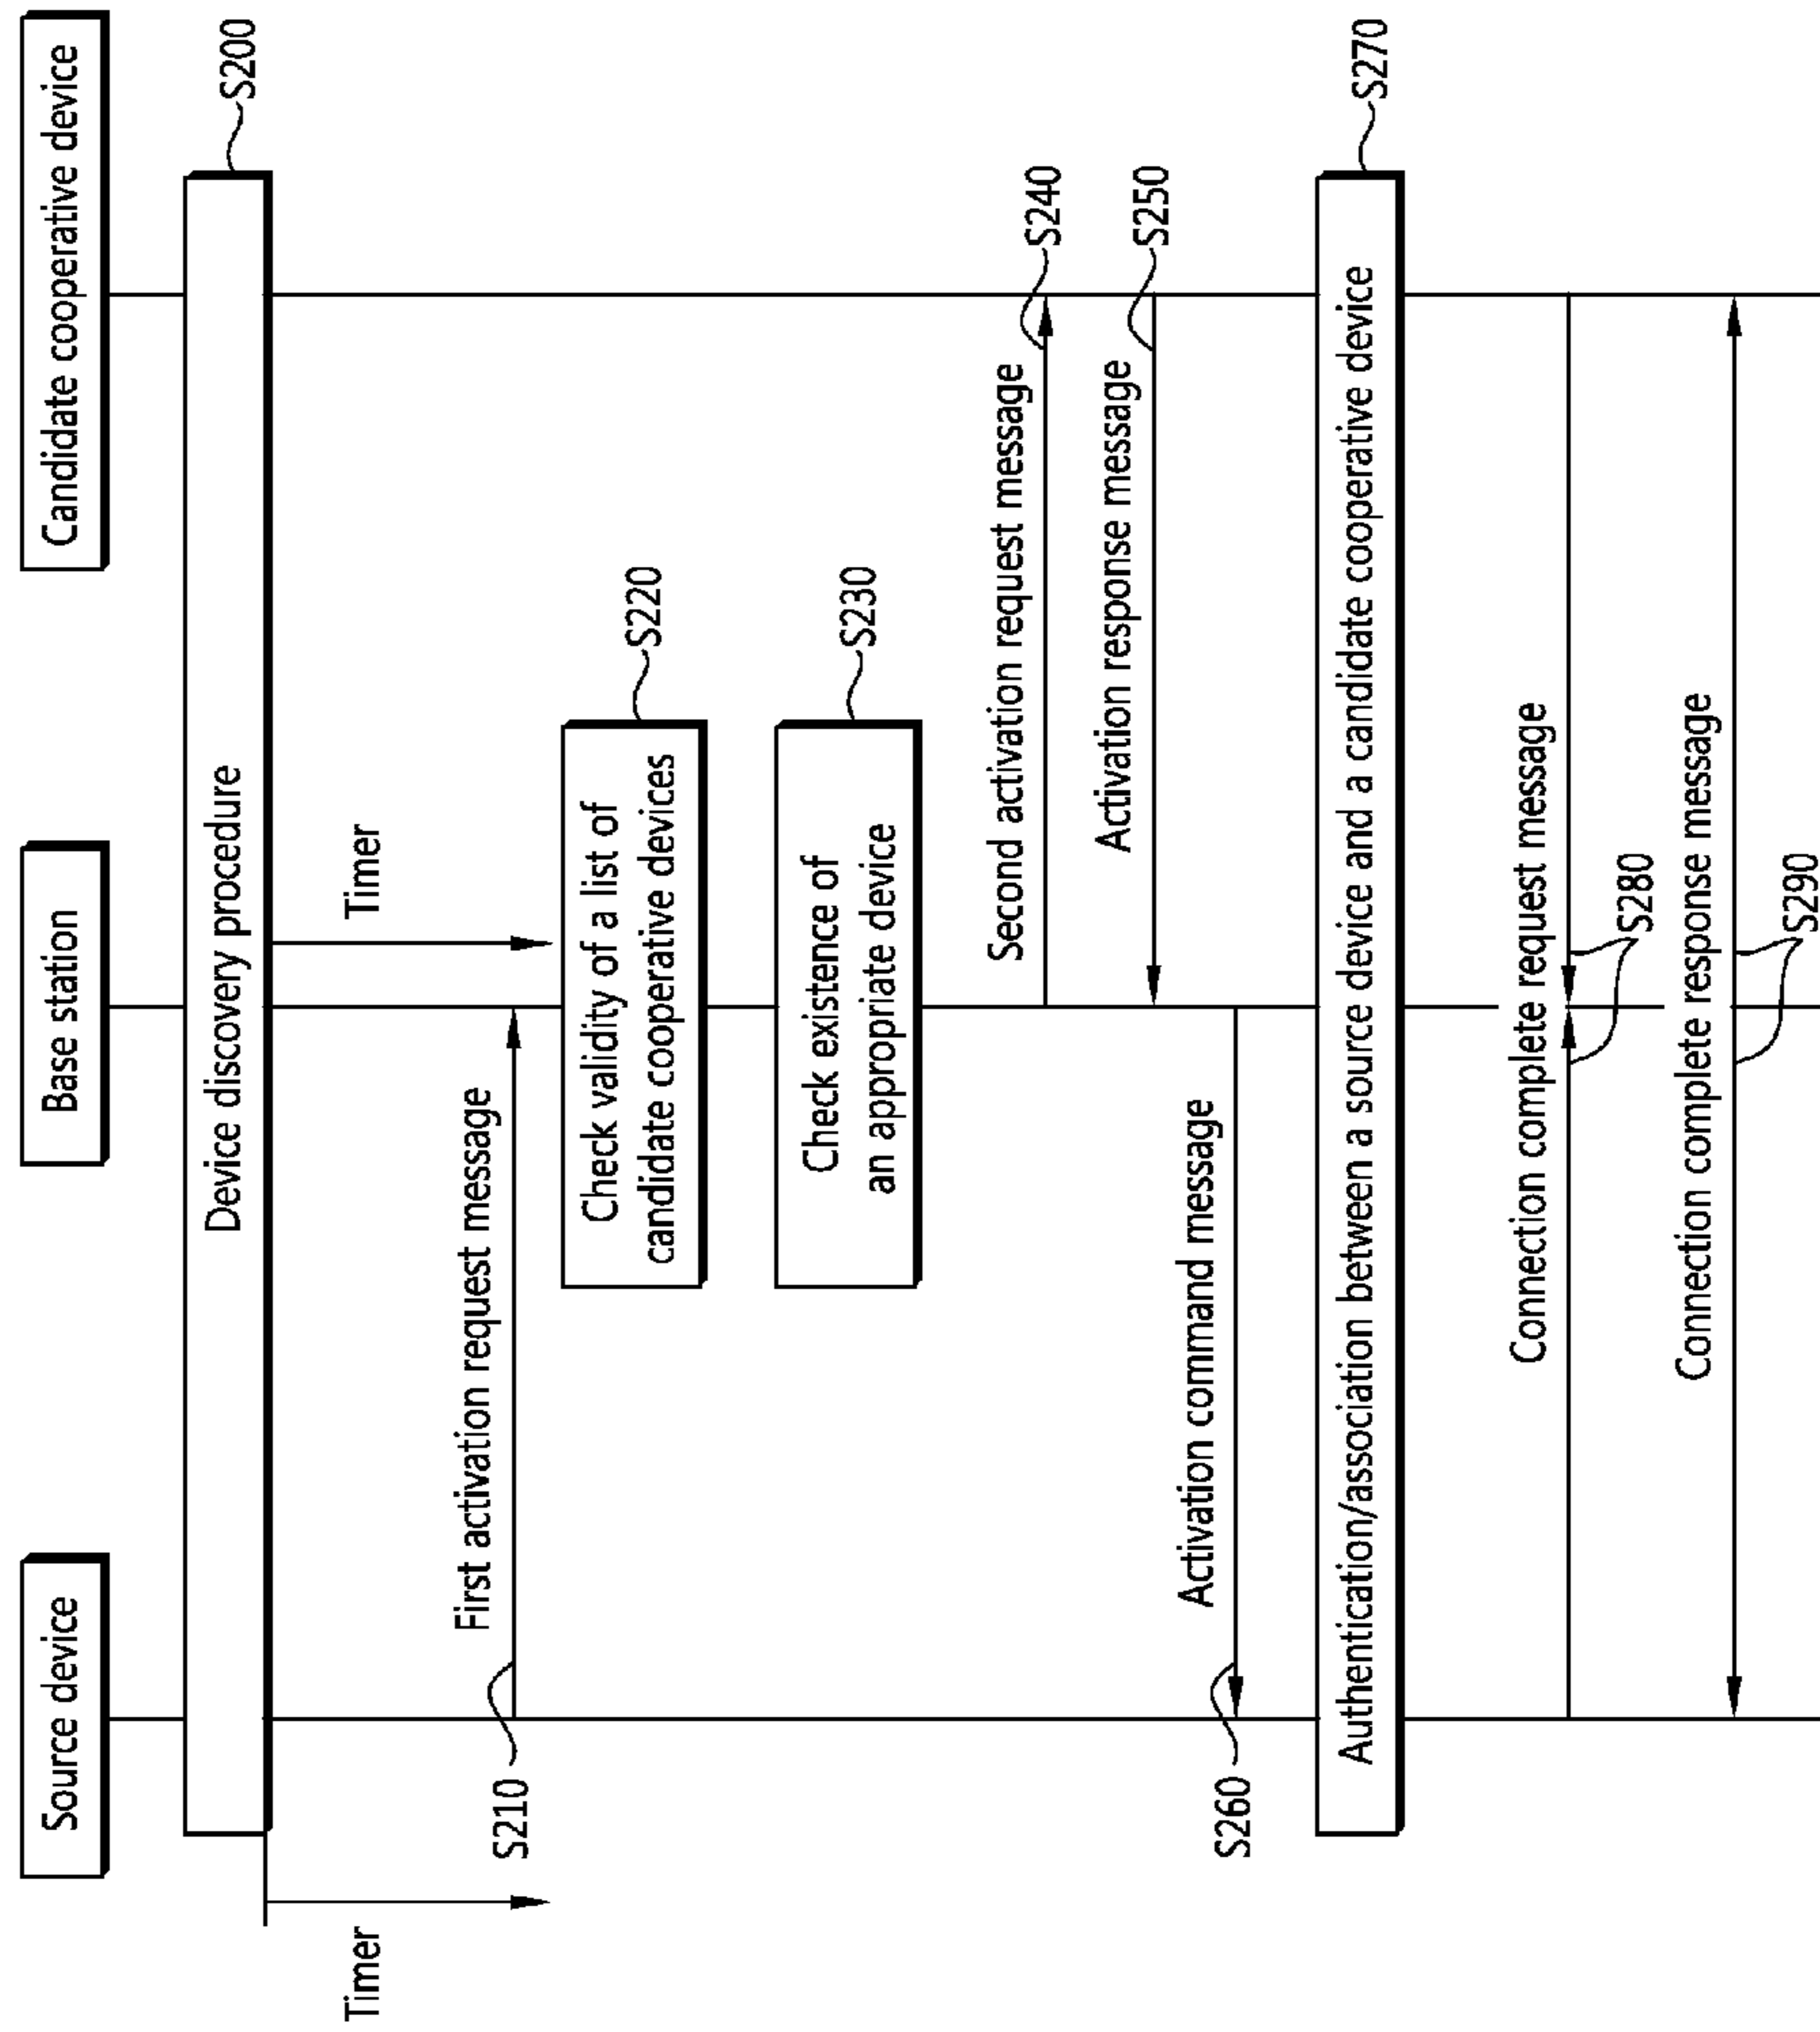 Source device
Base station
Candidate cooperative device
Device discovery procedure
S200
Timer
Timer
First activation request message
S210
Check validity of a list of
candidate cooperative devices
S220
Check existence of
an appropriate device
S230
Second activation request message
S240
Activation response message
S250
Activation command message
S260
Authentication/association between a source device and a candidate cooperative device
S270
Connection complete request message
S280
Connection complete response message
S290